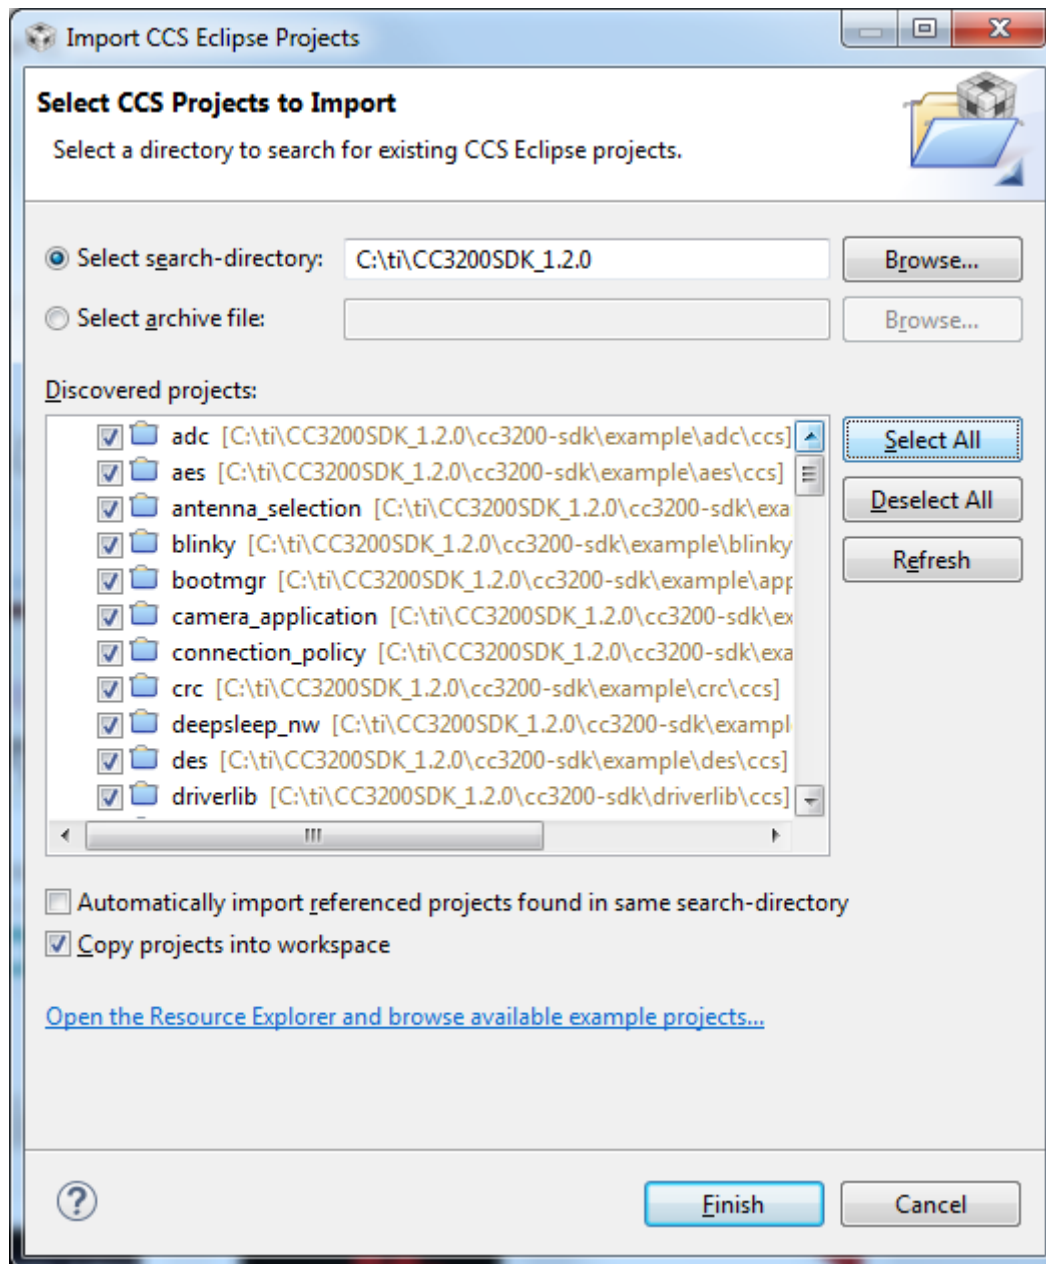 Import CCS Eclipse Projects
Select CCS Projects to Import
Select a directory to search for existing CCS Eclipse projects.
Select search-directory: C:\ti\CC3200SDK_1.2.0 Browse...
Select archive file: Browse...
Discovered projects:
adc [C:\ti\CC3200SDK_1.2.0\cc3200-sdk\example\adc\ccs]
aes [C:\ti\CC3200SDK_1.2.0\cc3200-sdk\example\aes\ccs]
antenna_selection [C:\ti\CC3200SDK_1.2.0\cc3200-sdk\exa
blinky [C:\ti\CC3200SDK_1.2.0\cc3200-sdk\example\blinky
bootmgr [C:\ti\CC3200SDK_1.2.0\cc3200-sdk\example\app
camera_application [C:\ti\CC3200SDK_1.2.0\cc3200-sdk\ex
connection_policy [C:\ti\CC3200SDK_1.2.0\cc3200-sdk\exa
crc [C:\ti\CC3200SDK_1.2.0\cc3200-sdk\example\crc\ccs]
deepsleep_nw [C:\ti\CC3200SDK_1.2.0\cc3200-sdk\exampl
des [C:\ti\CC3200SDK_1.2.0\cc3200-sdk\example\des\ccs]
driverlib [C:\ti\CC3200SDK_1.2.0\cc3200-sdk\driverlib\ccs]
Select All
Deselect All
Refresh
Automatically import referenced projects found in same search-directory
Copy projects into workspace
Open the Resource Explorer and browse available example projects...
? Finish Cancel